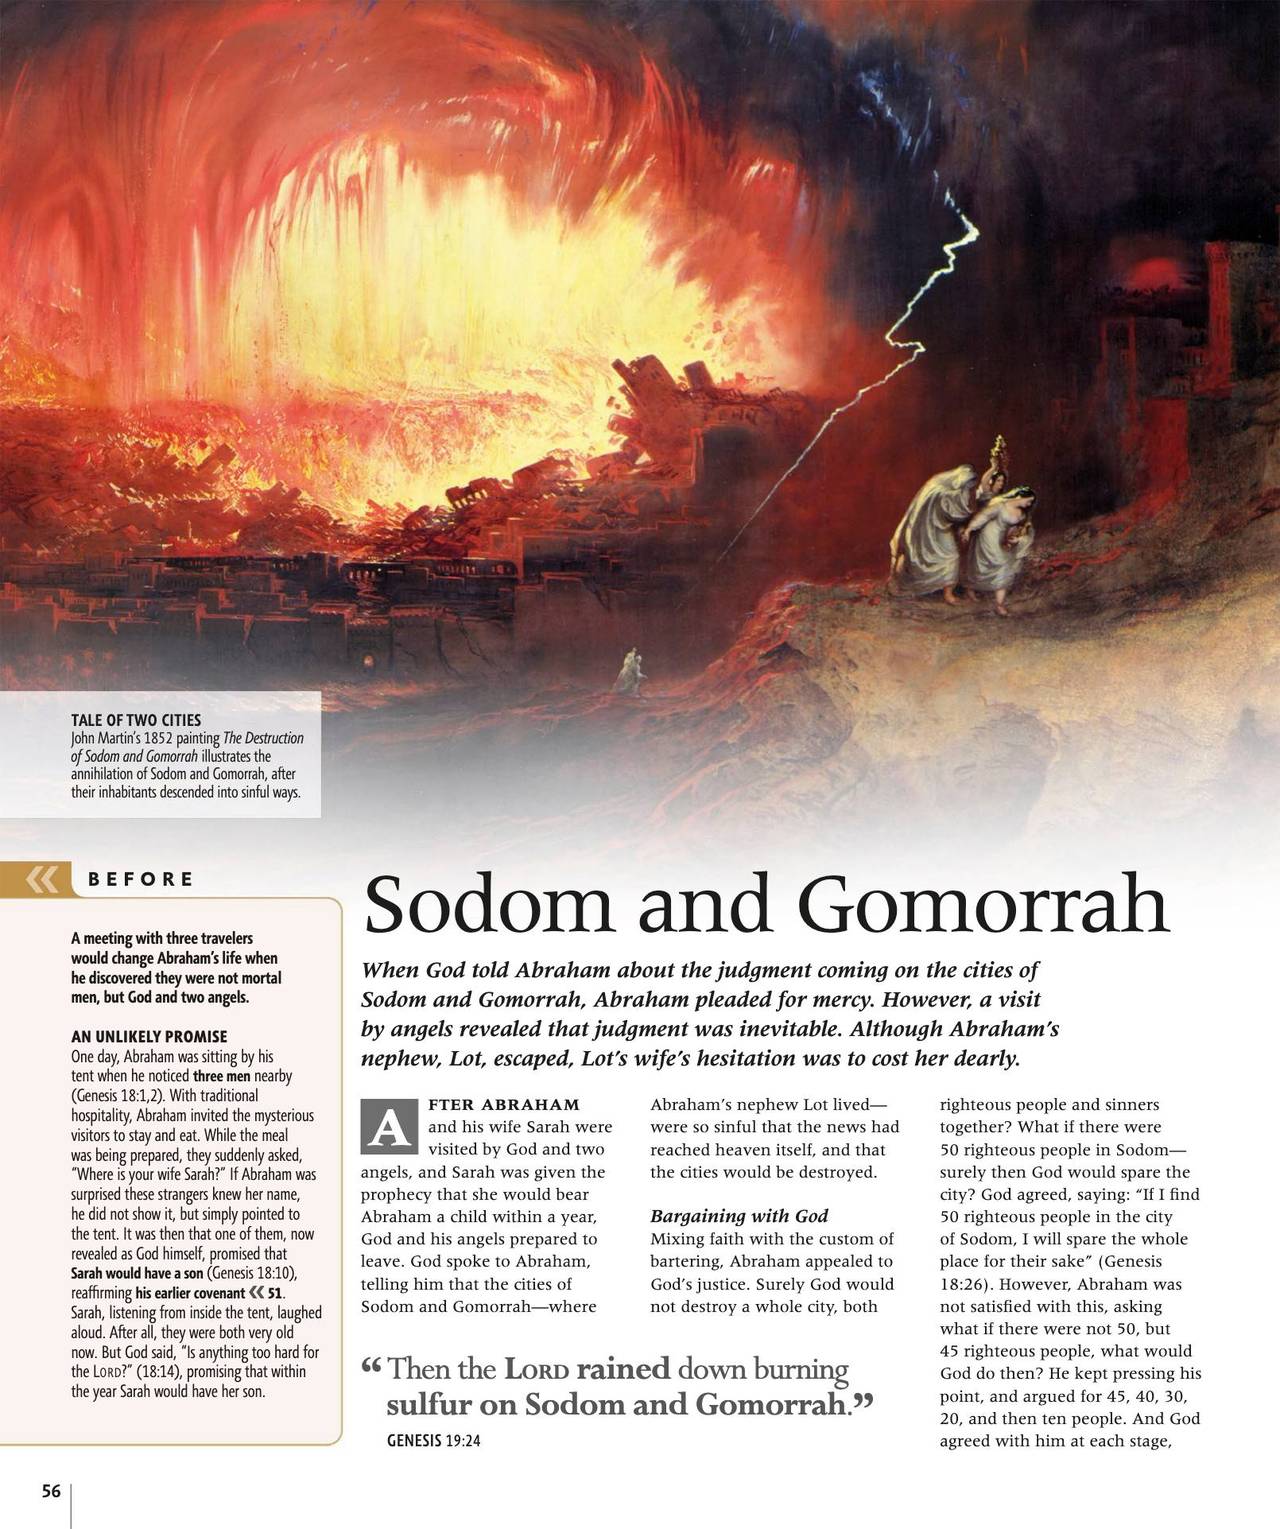 TALE OF TWO CITIES
John Martin's 1852 painting The Destruction
of Sodom and Gomorrah illustrates the
annihilation of Sodom and Gomorrah, after
their inhabitants descended into sinful ways.
« BEFORE
A meeting with three travelers
would change Abraham's life when
he discovered they were not mortal
men, but God and two angels.
AN UNLIKELY PROMISE
One day, Abraham was sitting by his
tent when he noticed three men nearby
(Genesis 18:1,2). With traditional
hospitality, Abraham invited the mysterious
visitors to stay and eat. While the meal
was being prepared, they suddenly asked,
“Where is your wife Sarah?” If Abraham was
surprised these strangers knew her name,
he did not show it, but simply pointed to
the tent. It was then that one of them, now
revealed as God himself, promised that
Sarah would have a son (Genesis 18:10),
reaffirming his earlier covenant « 51.
Sarah, listening from inside the tent, laughed
aloud. After all, they were both very old
now. But God said, “Is anything too hard for
the LORD?” (18:14), promising that within
the year Sarah would have her son.
Sodom and Gomorrah
When God told Abraham about the judgment coming on the cities of
Sodom and Gomorrah, Abraham pleaded for mercy. However, a visit
by angels revealed that judgment was inevitable. Although Abraham's
nephew, Lot, escaped, Lot's wife's hesitation was to cost her dearly.
AFTER ABRAHAM
and his wife Sarah were
visited by God and two
angels, and Sarah was given the
prophecy that she would bear
Abraham a child within a year,
God and his angels prepared to
leave. God spoke to Abraham,
telling him that the cities of
Sodom and Gomorrah—where
Abraham's nephew Lot lived—
were so sinful that the news had
reached heaven itself, and that
the cities would be destroyed.
Bargaining with God
Mixing faith with the custom of
bartering, Abraham appealed to
God's justice. Surely God would
not destroy a whole city, both
righteous people and sinners
together? What if there were
50 righteous people in Sodom—
surely then God would spare the
city? God agreed, saying: “If I find
50 righteous people in the city
of Sodom, I will spare the whole
place for their sake” (Genesis
18:26). However, Abraham was
not satisfied with this, asking
what if there were not 50, but
45 righteous people, what would
God do then? He kept pressing his
point, and argued for 45, 40, 30,
20, and then ten people. And God
agreed with him at each stage,
“Then the LORD rained down burning
sulfur on Sodom and Gomorrah.”
GENESIS 19:24
56